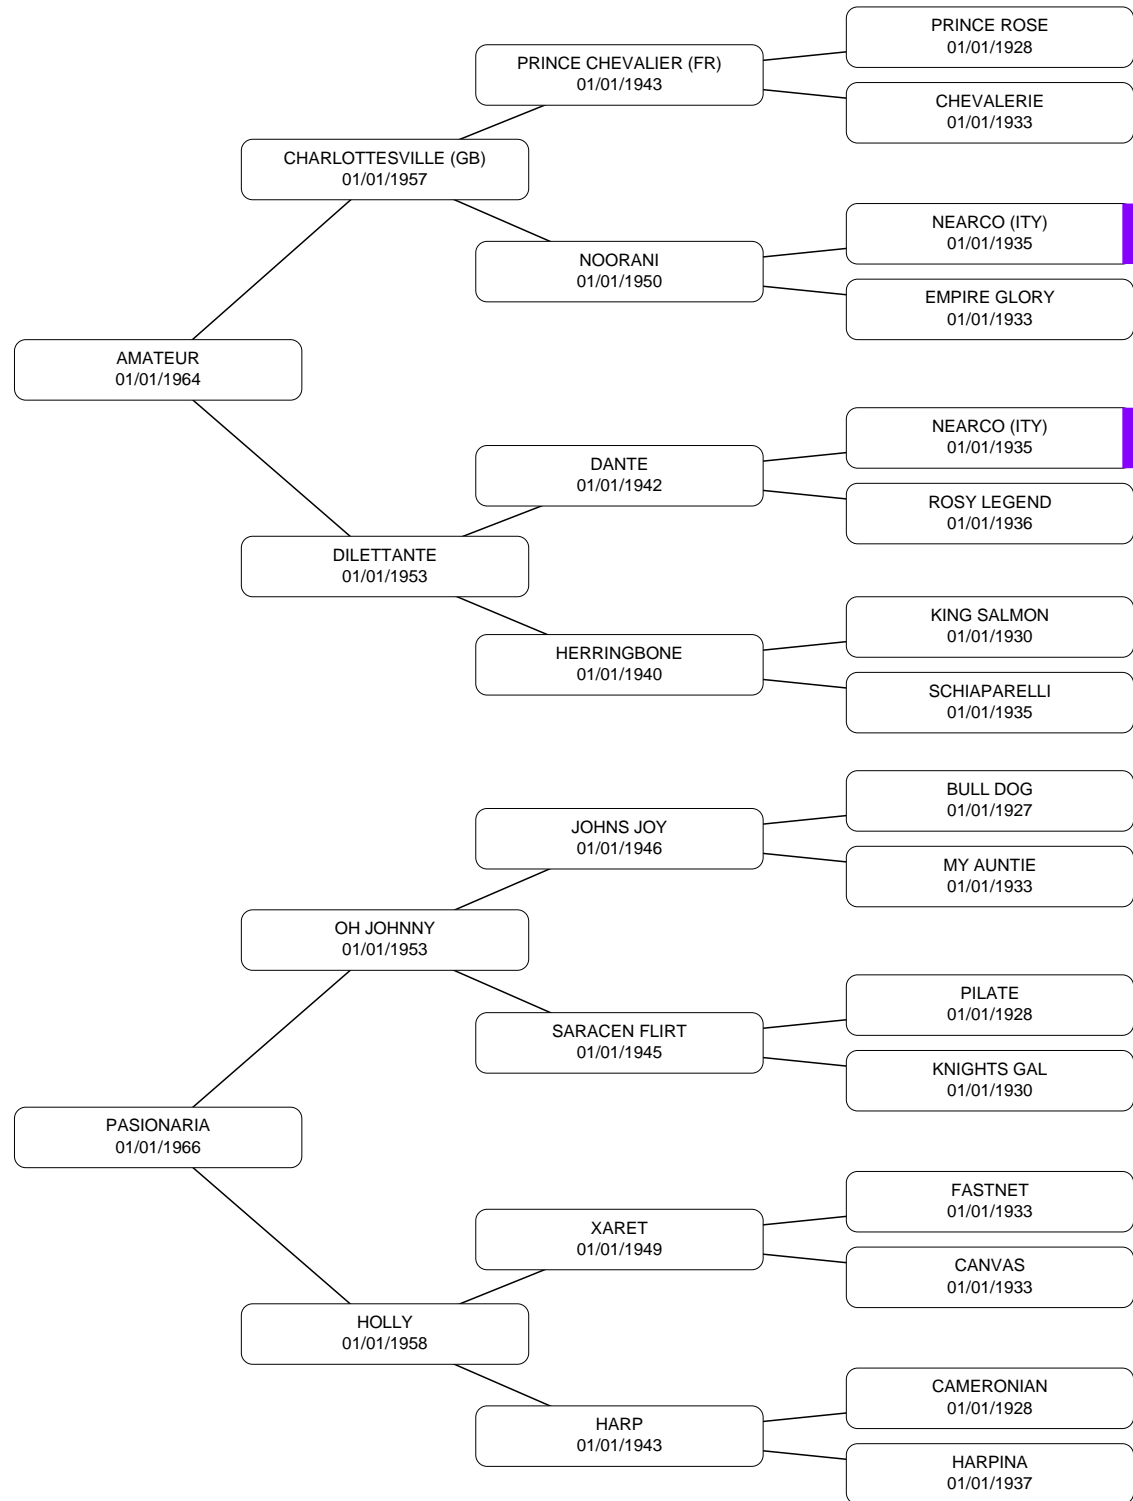 PRINCE ROSE
01/01/1928
PRINCE CHEVALIER (FR)
01/01/1943
CHEVALERIE
01/01/1933
CHARLOTTESVILLE (GB)
01/01/1957
NEARCO (ITY)
01/01/1935
NOORANI
01/01/1950
EMPIRE GLORY
01/01/1933
AMATEUR
01/01/1964
NEARCO (ITY)
01/01/1935
DANTE
01/01/1942
ROSY LEGEND
01/01/1936
DILETTANTE
01/01/1953
KING SALMON
01/01/1930
HERRINGBONE
01/01/1940
SCHIAPARELLI
01/01/1935
BULL DOG
01/01/1927
JOHNS JOY
01/01/1946
MY AUNTIE
01/01/1933
OH JOHNNY
01/01/1953
PILATE
01/01/1928
SARACEN FLIRT
01/01/1945
KNIGHTS GAL
01/01/1930
PASIONARIA
01/01/1966
FASTNET
01/01/1933
XARET
01/01/1949
CANVAS
01/01/1933
HOLLY
01/01/1958
CAMERONIAN
01/01/1928
HARP
01/01/1943
HARPINA
01/01/1937